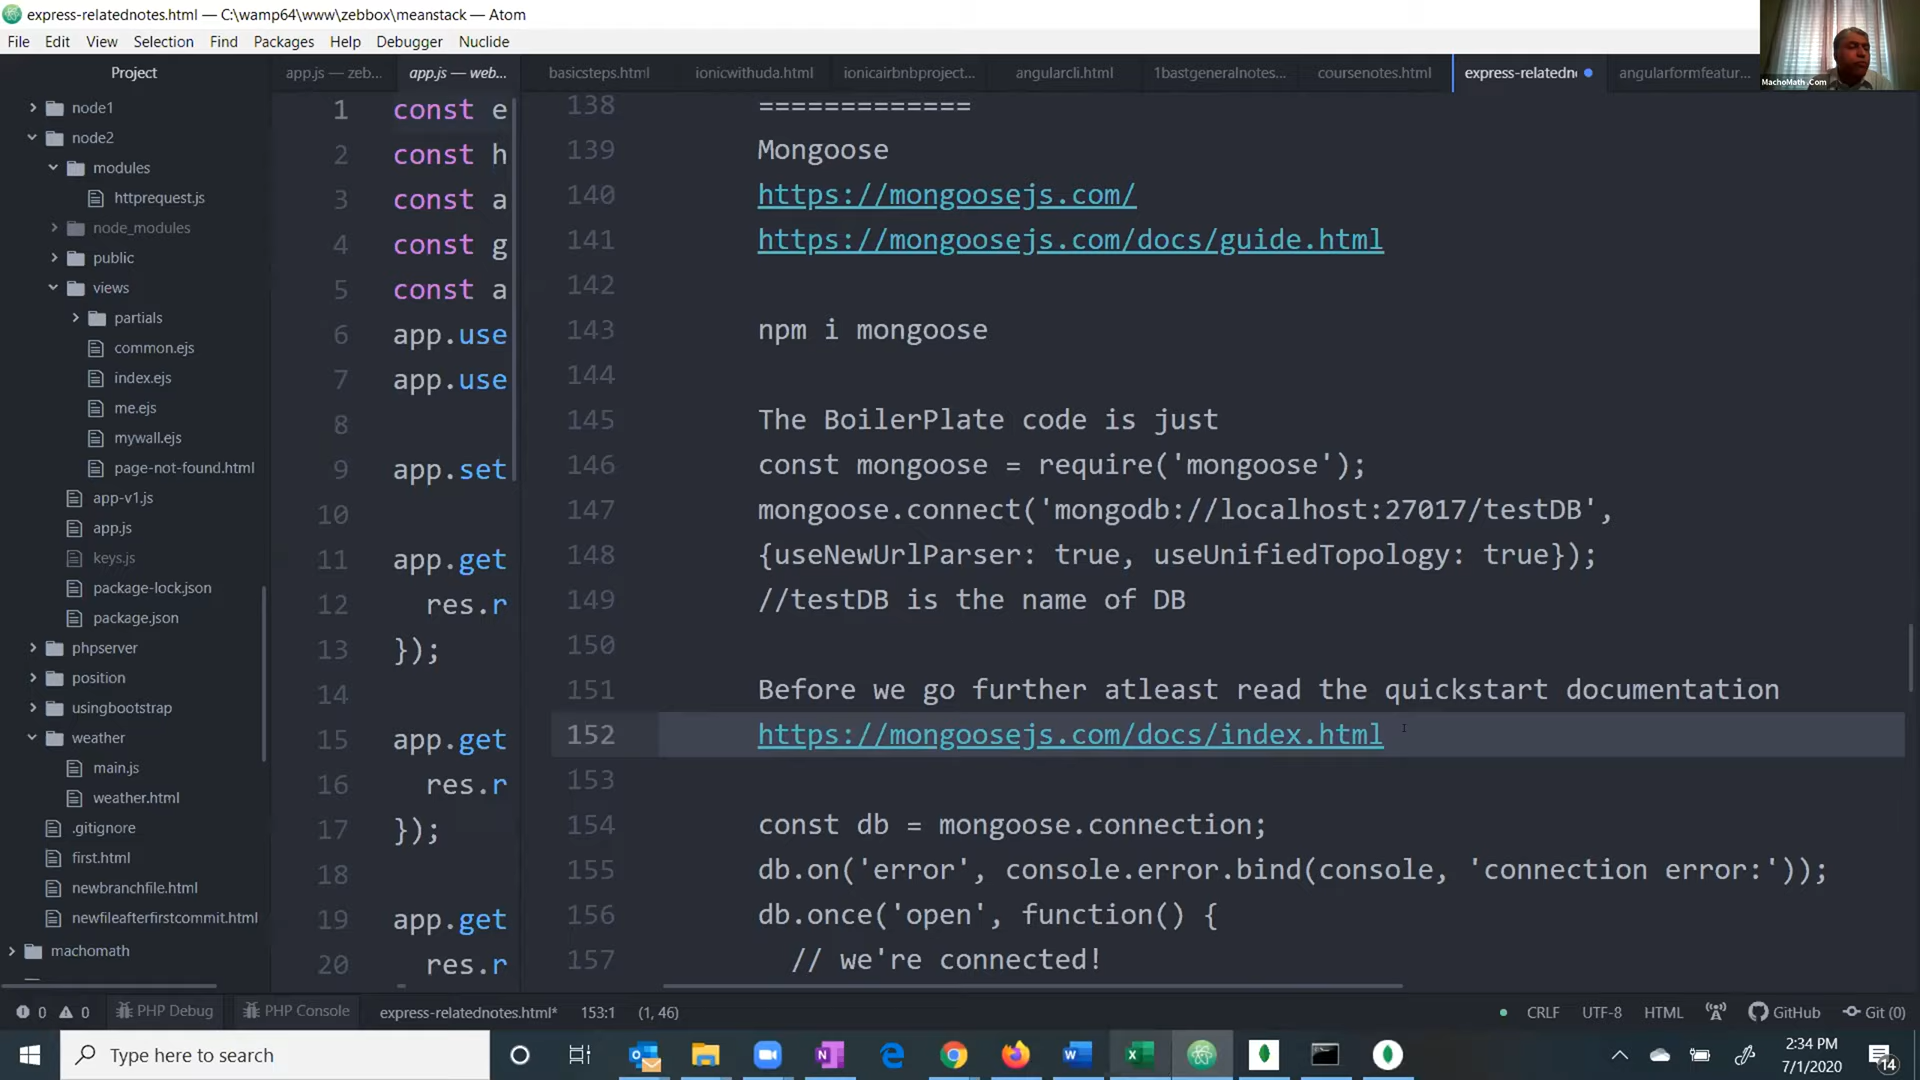 express-relatednotes.html — C:\wamp64\www\zebbox\meanstack — Atom
File Edit View Selection Find Packages Help Debugger Nuclide
MachoMath.Com
Project
app.js — zeb...
app.js — web...
basicsteps.html
ionicwithuda.html
ionicairbnbproject...
angularcli.html
1bastgeneralnotes...
coursenotes.html
express-relatedn
angularformfeatur...
node1
node2
modules
httprequest.js
node_modules
public
views
partials
common.ejs
index.ejs
me.ejs
mywall.ejs
page-not-found.html
app-v1.js
app.js
keys.js
package-lock.json
package.json
phpserver
position
usingbootstrap
weather
main.js
weather.html
.gitignore
first.html
newbranchfile.html
newfileafterfirstcommit.html
machomath
1 const e
2 const h
3 const a
4 const g
5 const a
6 app.use
7 app.use
8
9 app.set
10
11 app.get
12 res.r
13 });
14
15 app.get
16 res.r
17 });
18
19 app.get
20 res.r
138 =============
139 Mongoose
140 https://mongoosejs.com/
141 https://mongoosejs.com/docs/guide.html
142
143 npm i mongoose
144
145 The BoilerPlate code is just
146 const mongoose = require('mongoose');
147 mongoose.connect('mongodb://localhost:27017/testDB',
148 {useNewUrlParser: true, useUnifiedTopology: true});
149 //testDB is the name of DB
150
151 Before we go further atleast read the quickstart documentation
152 https://mongoosejs.com/docs/index.html
153
154 const db = mongoose.connection;
155 db.on('error', console.error.bind(console, 'connection error:'));
156 db.once('open', function() {
157 // we're connected!
0 0 PHP Debug PHP Console express-relatednotes.html* 153:1 (1, 46)
CRLF UTF-8 HTML GitHub Git (0)
Type here to search
2:34 PM
7/1/2020
14